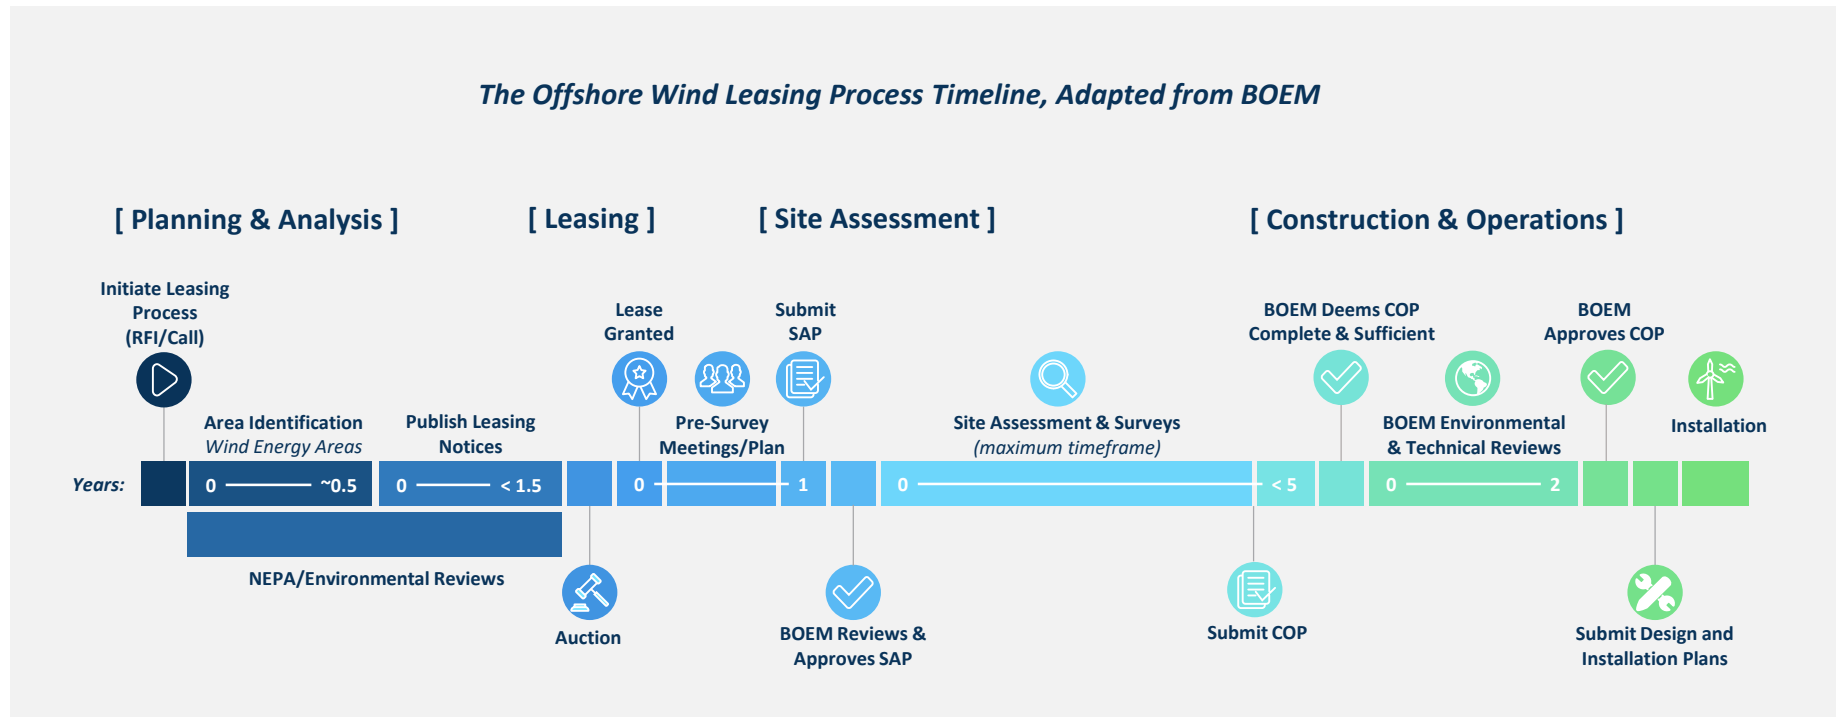 The Offshore Wind Leasing Process Timeline, Adapted from BOEM
[ Planning & Analysis ]
[ Leasing ]
[ Site Assessment ]
[ Construction & Operations ]
Initiate Leasing
Process
(RFI/Call)
Lease
Granted
Submit
SAP
BOEM Deems COP
Complete & Sufficient
BOEM
Approves COP
Area Identification
Wind Energy Areas
Publish Leasing
Notices
Pre-Survey
Meetings/Plan
Site Assessment & Surveys
(maximum timeframe)
BOEM Environmental
& Technical Reviews
Installation
Years:
0 ~0.5
0 < 1.5
0 1
0 < 5
0 2
NEPA/Environmental Reviews
Auction
BOEM Reviews &
Approves SAP
Submit COP
Submit Design and
Installation Plans